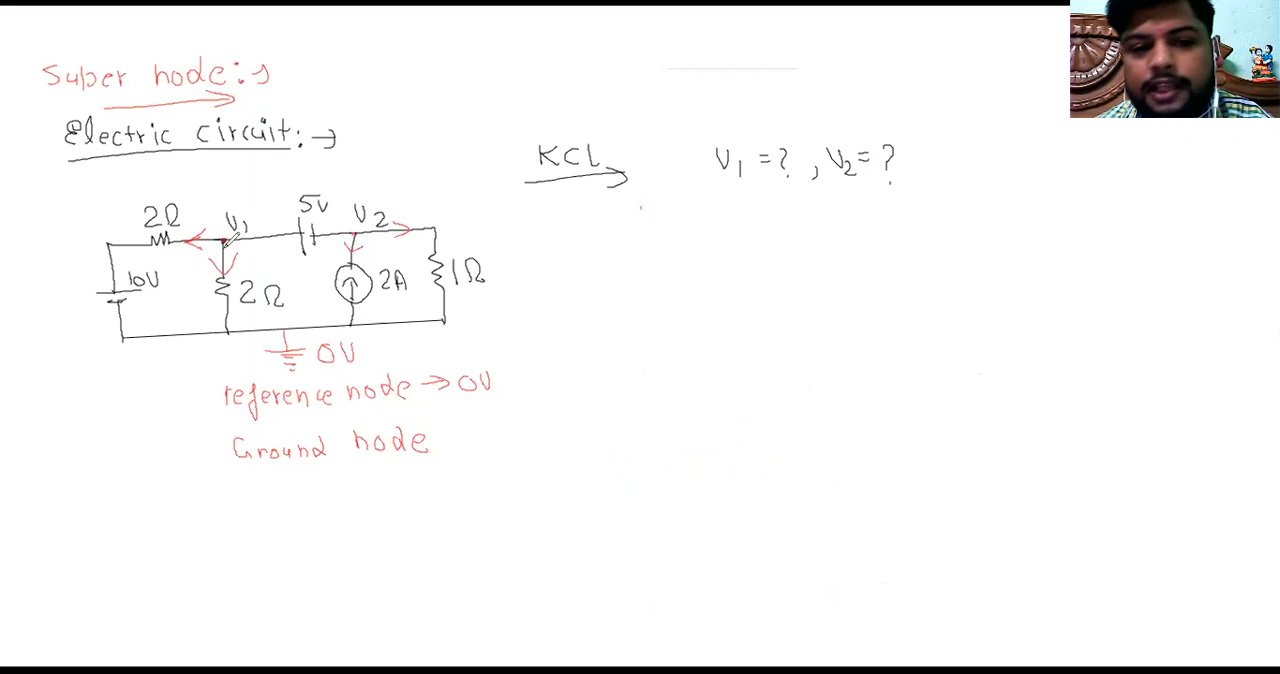 Super node:→
Electric circuit:→
KCL
V1 =? , V2 = ?
2Ω
V1
5v
V2
10V
2Ω
2A
1Ω
0V
reference node → 0V
Ground node